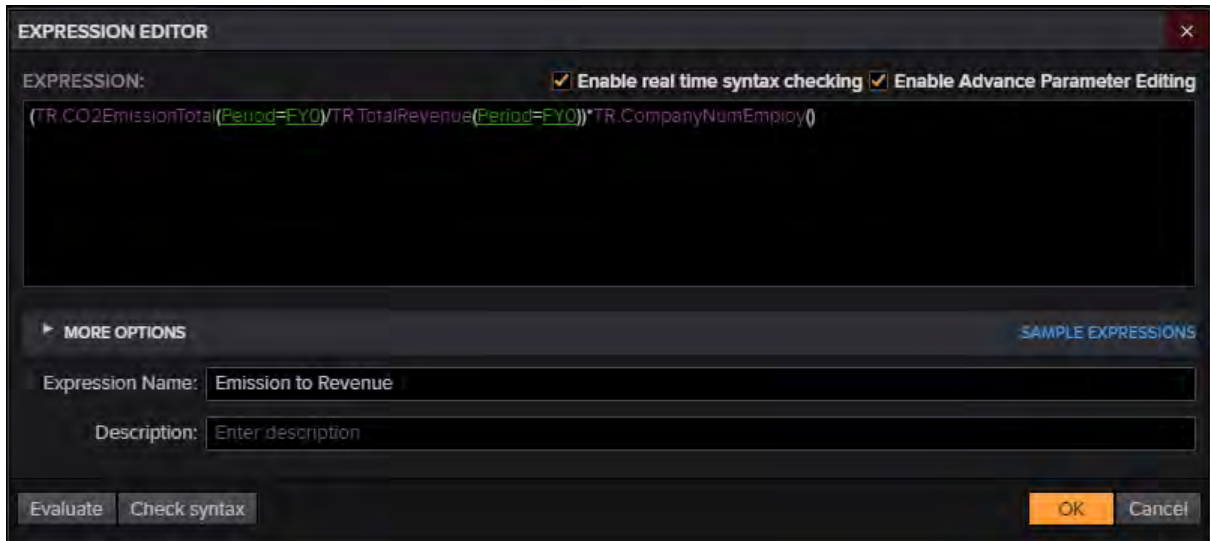 EXPRESSION EDITOR
×
EXPRESSION: Enable real time syntax checking Enable Advance Parameter Editing
(TR.CO2EmissionTotal(Period=FY0)/TR.TotalRevenue(Period=FY0))*TR.CompanyNumEmploy()
MORE OPTIONS SAMPLE EXPRESSIONS
Expression Name: Emission to Revenue
Description: Enter description
Evaluate Check syntax OK Cancel